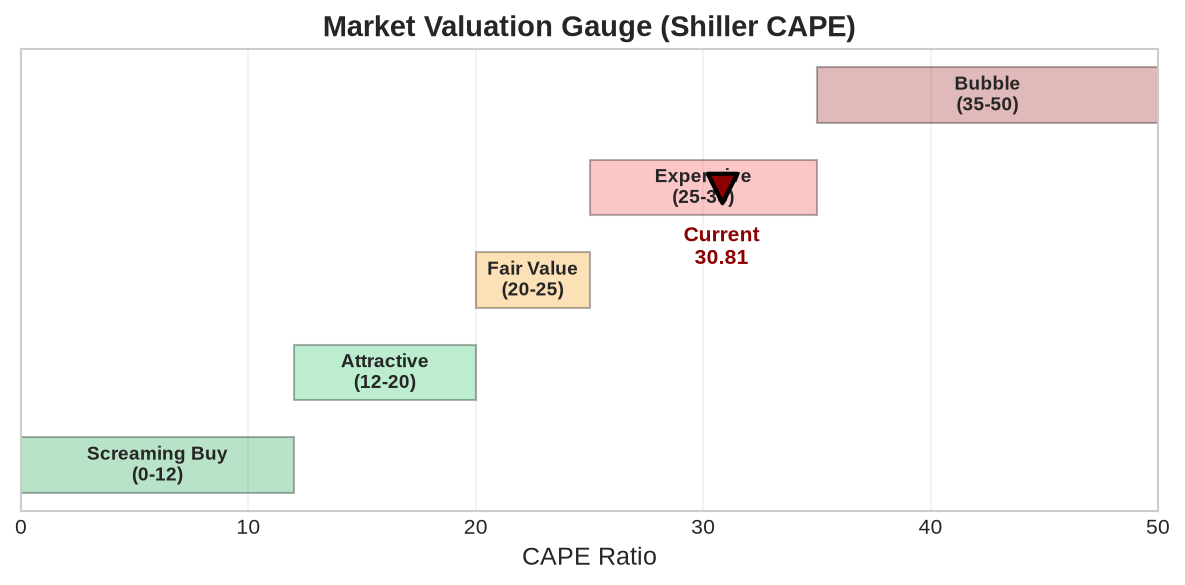 Market Valuation Gauge (Shiller CAPE)
Bubble
(35-50)
Current
30.81
Fair Value
(20-25)
Attractive
(12-20)
Screaming Buy
(0-12)
0 10 20 30 40 50
CAPE Ratio